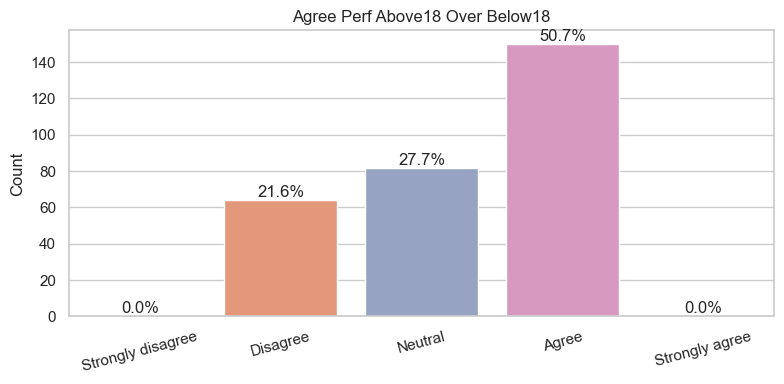 Agree Perf Above18 Over Below18
Count
140
120
100
80
60
40
20
0
0.0%
21.6%
27.7%
50.7%
0.0%
Strongly disagree
Disagree
Neutral
Agree
Strongly agree